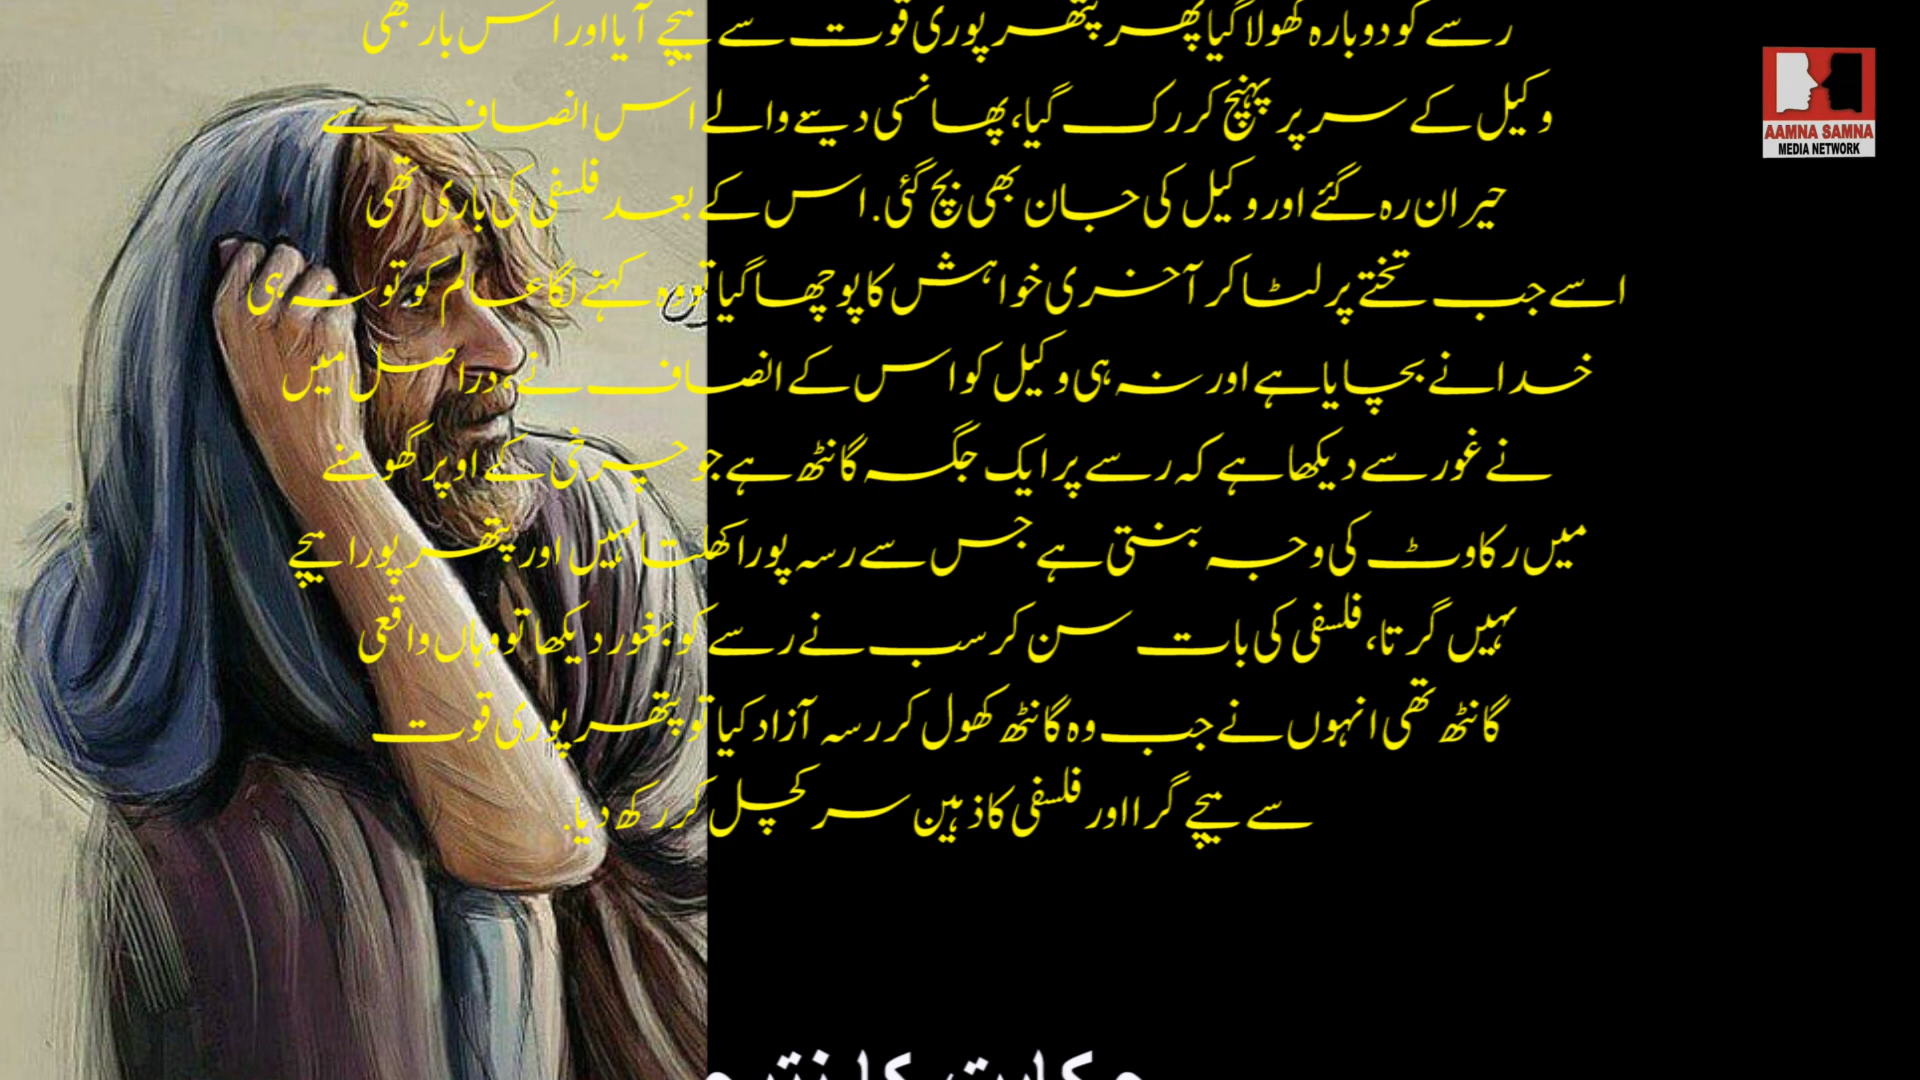 رسے کو دوبارہ کھولا گیا پھر پتھر پوری قوت سے نیچے آیا اور اس بار بھی
وکیل کے سر پر پہنچ کر رک گیا، پھانسی دینے والے اس انصاف سے
حیران رہ گئے اور وکیل کی جان بھی بچ گئی. اس کے بعد فلسفی کی باری تھی
اسے جب تختے پر لٹا کر آخری خواہش کا پوچھا گیا تو وہ کہنے لگا عالم کو تو نہ ہی
خدا نے بچایا ہے اور نہ ہی وکیل کو اس کے انصاف نے، دراصل میں
نے غور سے دیکھا ہے کہ رسے پر ایک جگہ گانٹھ ہے جو چرخی کے اوپر گھومنے
میں رکاوٹ کی وجہ بنتی ہے جس سے رسہ پورا کھلتا نہیں اور پتھر پورا نیچے
نہیں گرتا، فلسفی کی بات سن کر سب نے رسے کو بغور دیکھا تو وہاں واقعی
گانٹھ تھی انہوں نے جب وہ گانٹھ کھول کر رسہ آزاد کیا تو پتھر پوری قوت
سے نیچے گرا اور فلسفی کا ذہین سر کچل کر رکھ دیا.
AAMNA SAMNA
MEDIA NETWORK